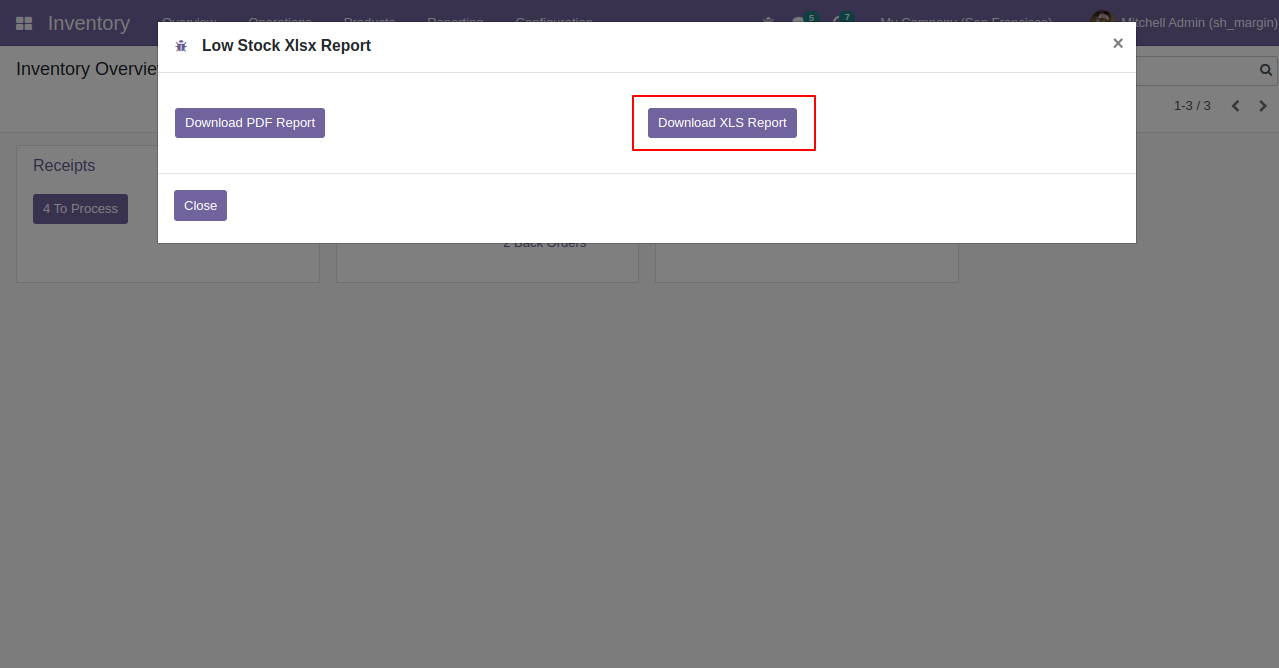 Inventory Overview Operations Products Reporting Configuration 5 7 My Company (San Francisco) Mitchell Admin (sh_margin)
Low Stock Xlsx Report ×
Inventory Overvie
Download PDF Report Download XLS Report
1-3 / 3
Receipts
4 To Process
Close
2 Back Orders